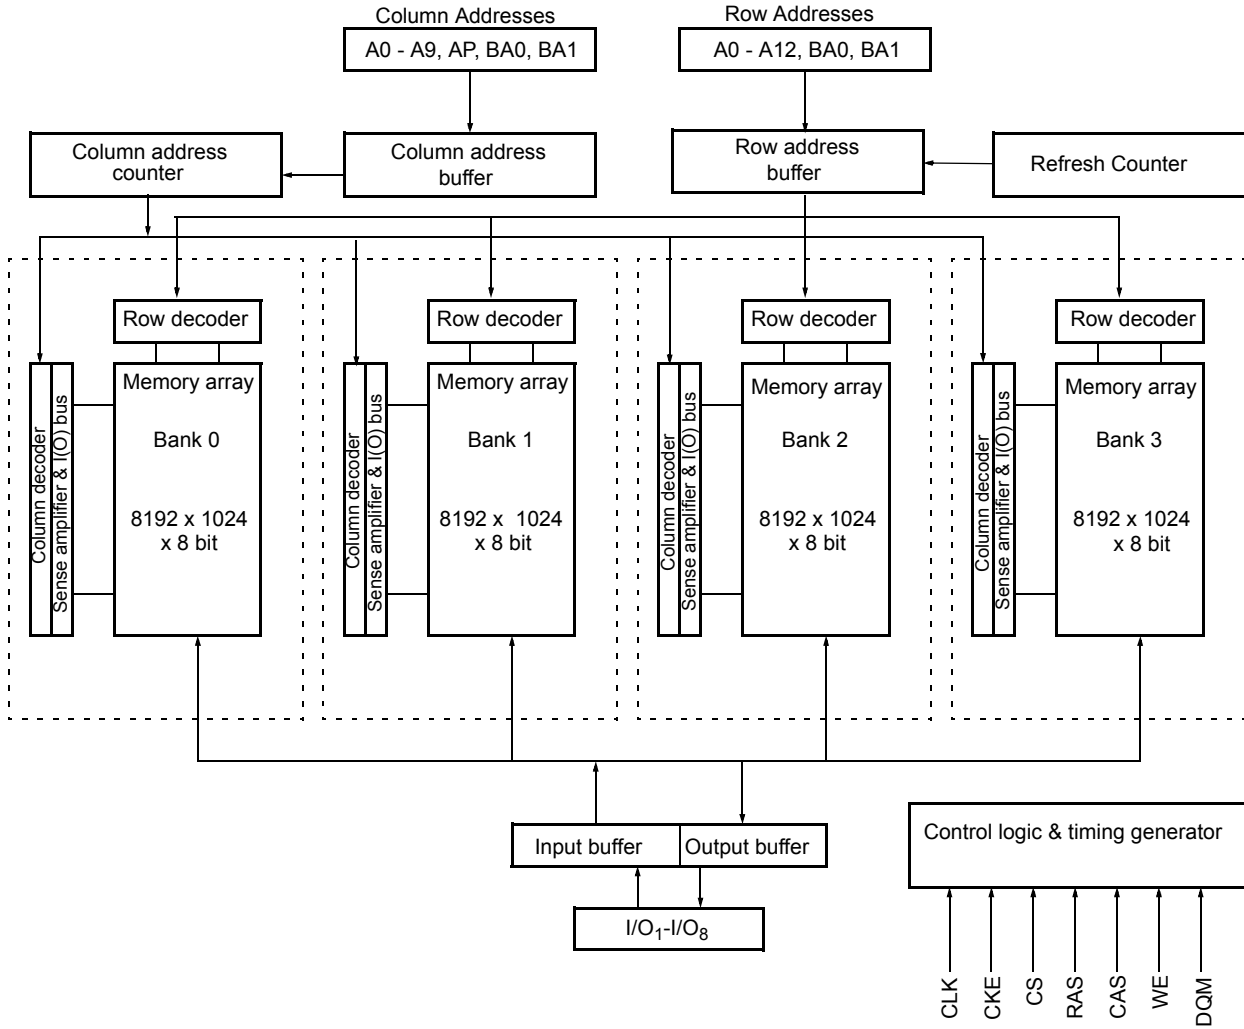 Column Addresses
Row Addresses
A0 - A9, AP, BA0, BA1
A0 - A12, BA0, BA1
Column address
counter
Column address
buffer
Row address
buffer
Refresh Counter
Row decoder
Row decoder
Row decoder
Row decoder
Column decoder
Sense amplifier & I(O) bus
Memory array
Bank 0
8192 x 1024
x 8 bit
Column decoder
Sense amplifier & I(O) bus
Memory array
Bank 1
8192 x 1024
x 8 bit
Column decoder
Sense amplifier & I(O) bus
Memory array
Bank 2
8192 x 1024
x 8 bit
Column decoder
Sense amplifier & I(O) bus
Memory array
Bank 3
8192 x 1024
x 8 bit
Input buffer
Output buffer
I/O1-I/O8
Control logic & timing generator
CLK
CKE
CS
RAS
CAS
WE
DQM